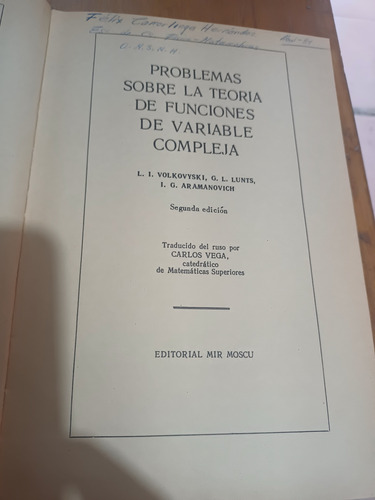 Felix
U.R.S.H.
PROBLEMAS
SOBRE LA TEORIA
DE FUNCIONES
DE VARIABLE
COMPLEJA
L. I. VOLKOVYSKI, G. L. LUNTS,
I. G. ARAMANOVICH
Segunda edición
Traducido del ruso por
CARLOS VEGA,
catedrático
de Matemáticas Superiores
EDITORIAL MIR MOSCU